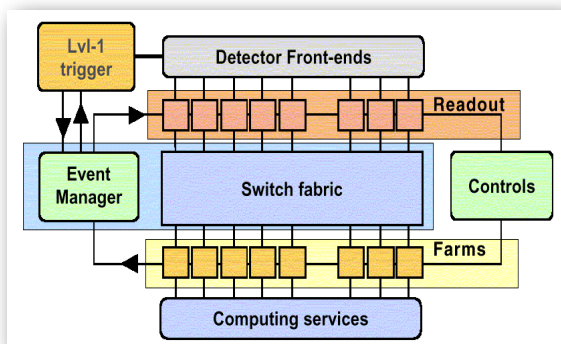 Lvl-1
trigger
Detector Front-ends
Readout
Event
Manager
Switch fabric
Controls
Farms
Computing services